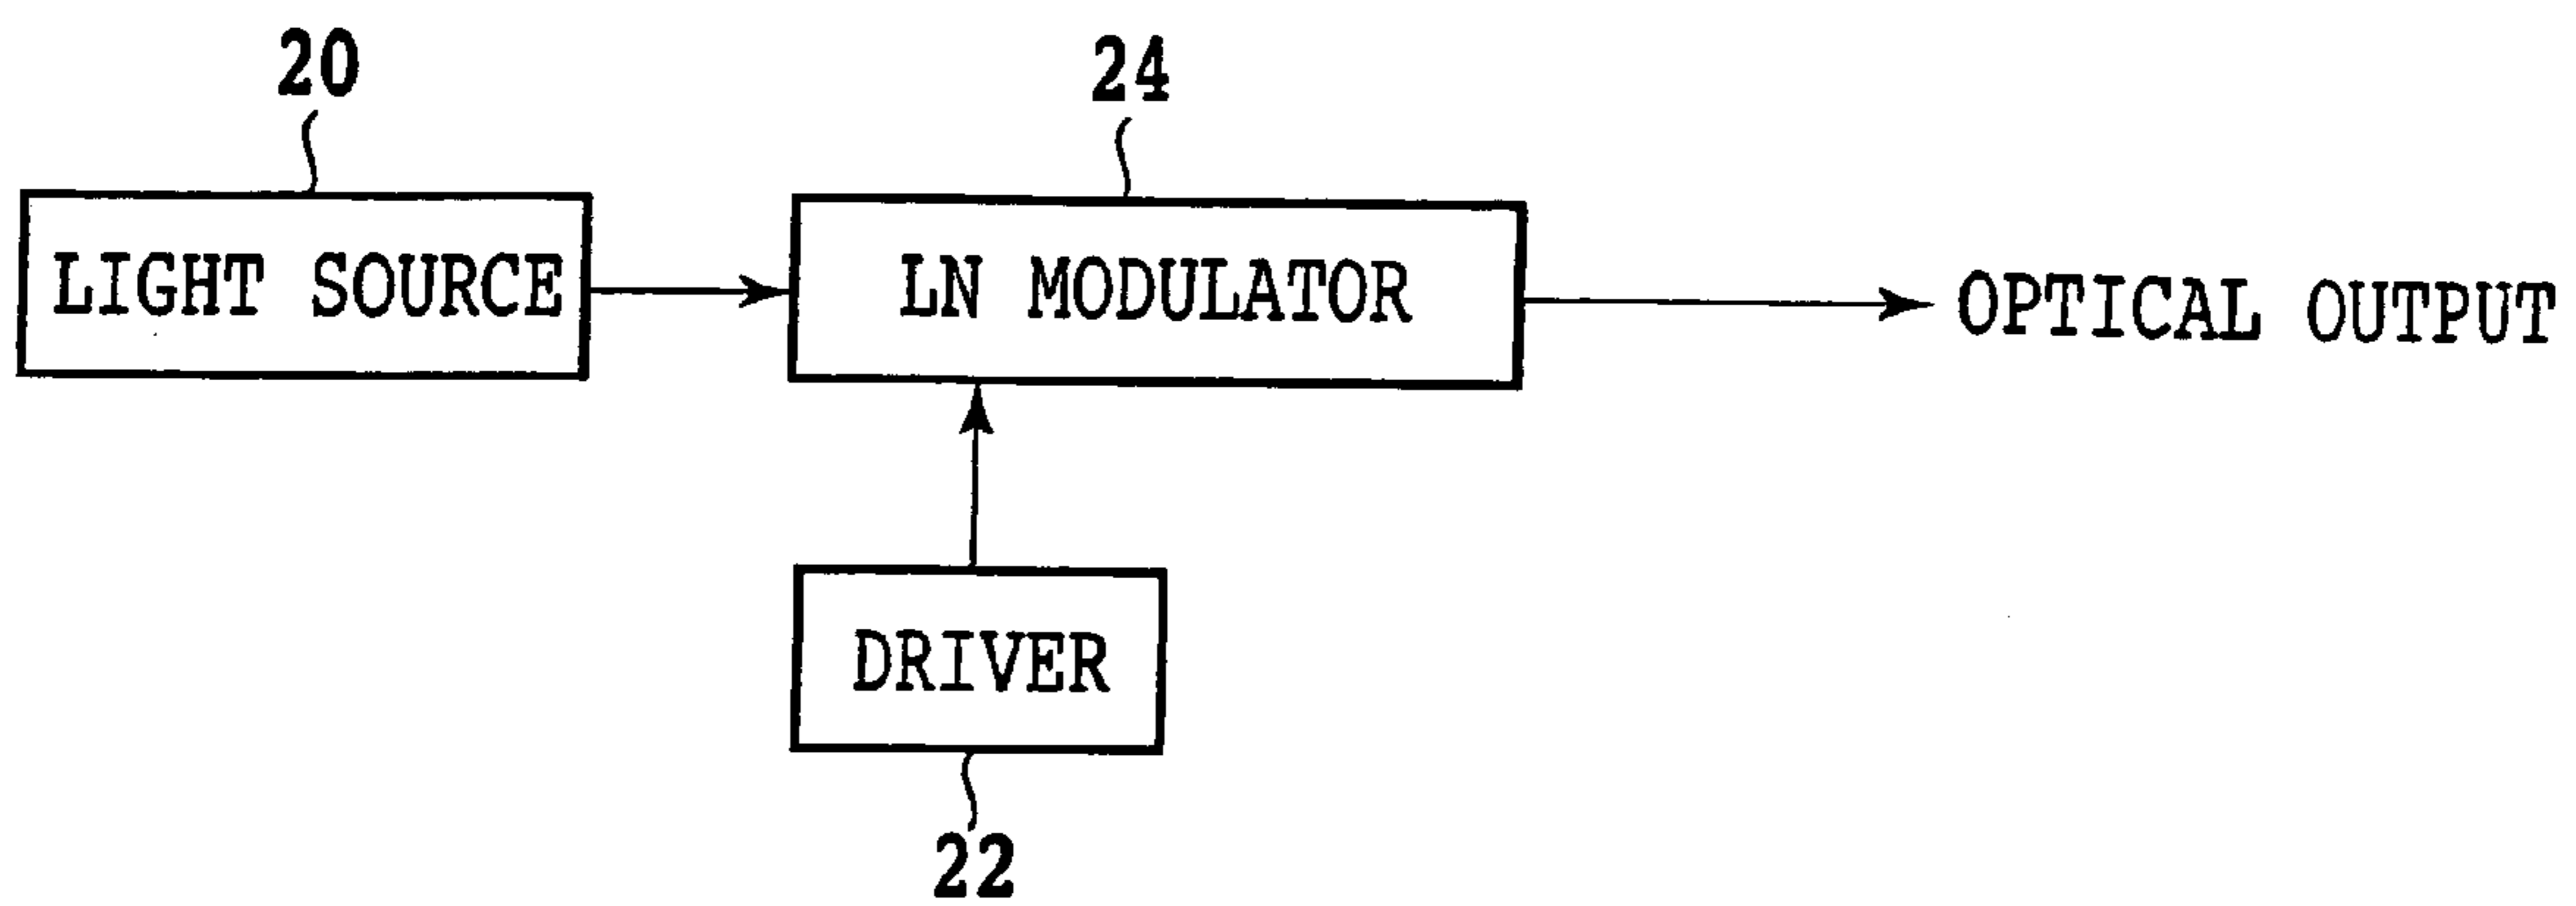 20
24
LIGHT SOURCE
LN MODULATOR
OPTICAL OUTPUT
DRIVER
22